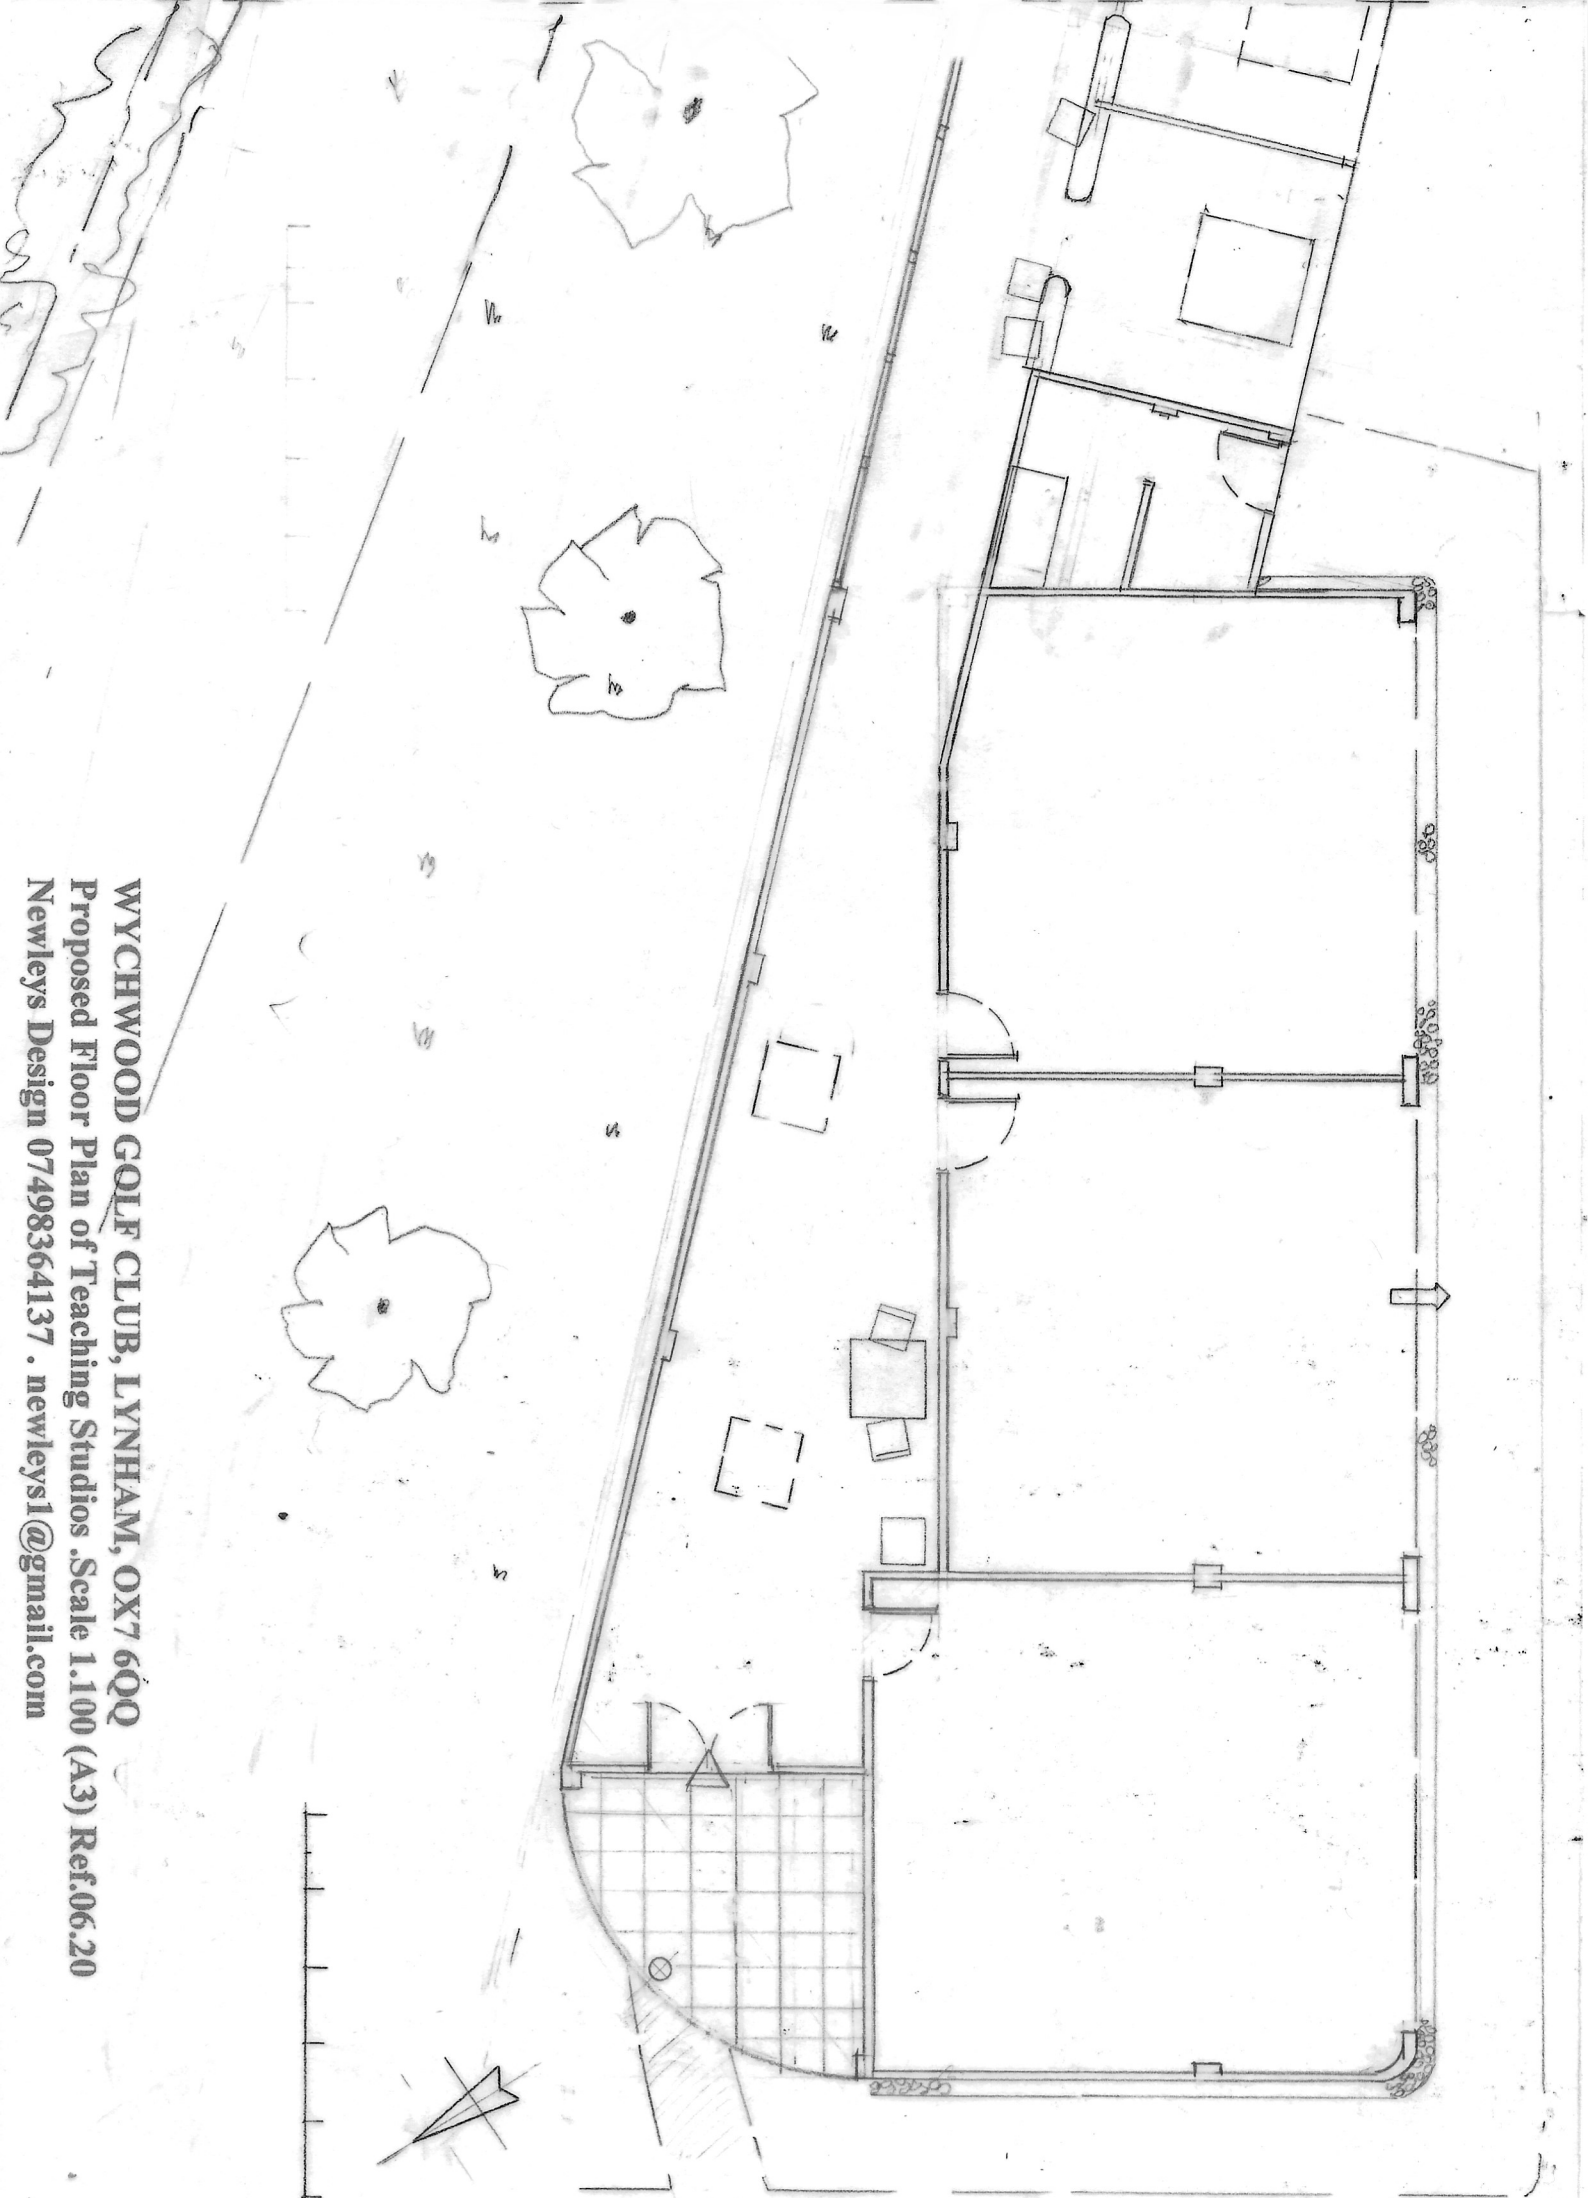 WYCHWOOD GOLF CLUB, LYNHAM, OX7 6QQ
Proposed Floor Plan of Teaching Studios .Scale 1.100 (A3) Ref.06.20
Newleys Design 07498364137 . newleys1@gmail.com